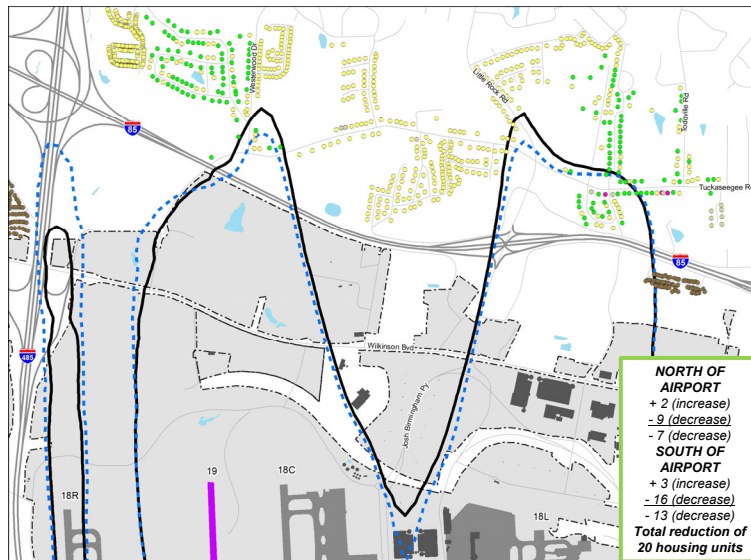 Westerwood Dr
Little Rock Rd
Toddville Rd
85
Tuckaseegee Rd
85
485
Wilkinson Blvd
Josh Birmingham Py
19
18C
18R
18L
NORTH OF
AIRPORT
+ 2 (increase)
- 9 (decrease)
- 7 (decrease)
SOUTH OF
AIRPORT
+ 3 (increase)
- 16 (decrease)
- 13 (decrease)
Total reduction of
20 housing units